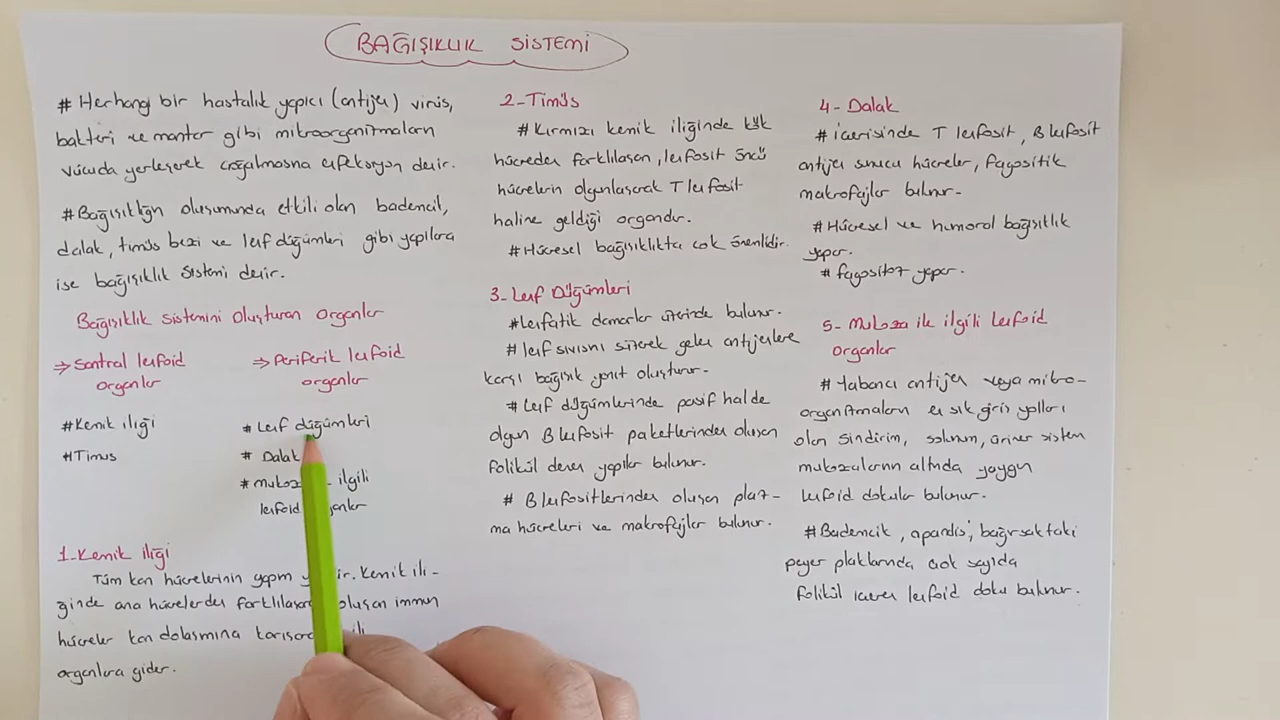 BAĞIŞIKLIK SİSTEMİ
# Herhangi bir hastalık yapıcı (antijen) virüs,
bakteri ve mantar gibi mikroorganizmaların
vücuda yerleşerek çoğalmasına enfeksiyon denir.
# Bağışıklığın oluşumunda etkili olan bademcik,
dalak, timüs bezi ve lenf düğümleri gibi yapılara
ise bağışıklık sistemi denir.
Bağışıklık sistemini oluşturan organlar
⇒ Santral lenfoid
organlar
# Kemik iliği
# Timus
⇒ Periferik lenfoid
organlar
# Lenf düğümleri
# Dalak
# mukoza ilgili
lenfoid organlar
1. Kemik iliği
Tüm kan hücrelerinin yapım . Kemik ili-
ğinde ana hücrelerden farklılaşarak oluşan immün
hücreler kan dolaşımına
organlara gider.
2- Timüs
# Kırmızı kemik iliğinde kök
hücreden farklılaşan, lenfosit öncü
hücrelerin olgunlaşarak T lenfosit
haline geldiği organdır.
# Hücresel bağışıklıkta çok önemlidir.
3- Lenf Düğümleri
# Lenfatik damarlar üzerinde bulunur.
# lenf sıvısını süzerek gelen antijenlere
karşı bağışık yanıt oluşturur.
# Lenf düğümlerinde pasif halde
olgun B lenfosit paketlerinden oluşan
folikül denen yapılar bulunur.
# B lenfositlerinden oluşan plaz-
ma hücreleri ve makrofajlar bulunur.
4- Dalak
# içerisinde T lenfosit, B lenfosit
antijen sunucu hücreler, fagositik
makrofajlar bulunur.
# Hücresel ve humoral bağışıklık
yapar.
# fagositoz yapar.
5- Mukoza ile ilgili Lenfoid
Organlar
# Yabancı antijen veya mikro-
organizmaların en sık giriş yolları
olan sindirim, solunum, üriner sistem
mukozalarının altında yaygın
lenfoid dokular bulunur.
# Bademcik, apandis, bağırsaktaki
peyer plaklarında çok sayıda
folikül içeren lenfoid doku bulunur.